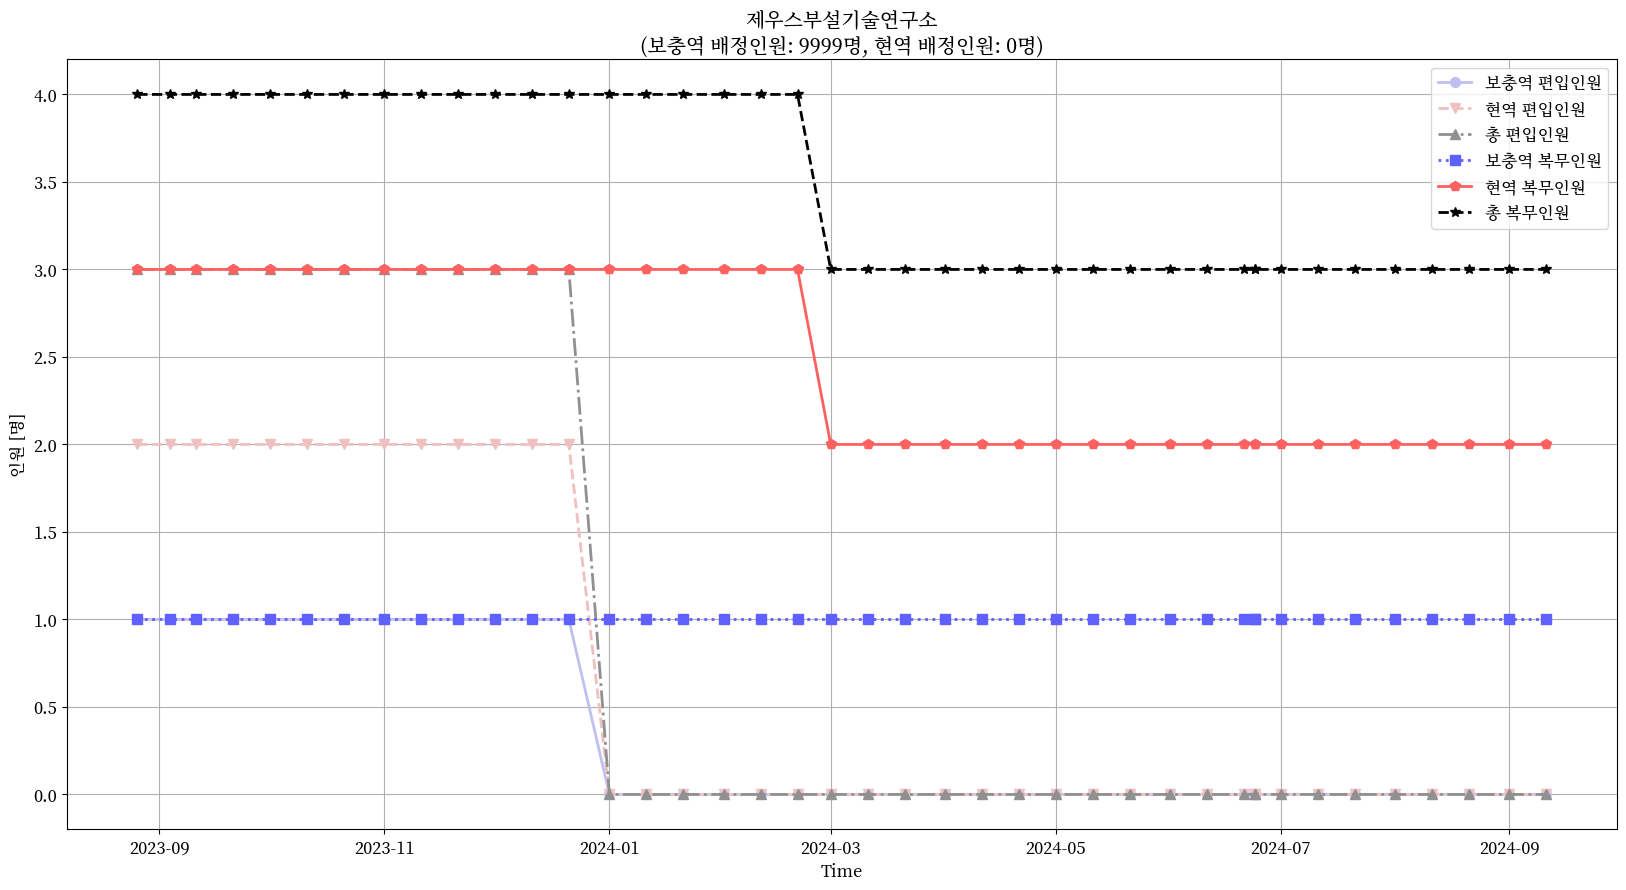 제우스부설기술연구소
(보충역 배정인원: 9999명, 현역 배정인원: 0명)
보충역 편입인원
현역 편입인원
총 편입인원
보충역 복무인원
현역 복무인원
총 복무인원
인원 [명]
4.0
3.5
3.0
2.5
2.0
1.5
1.0
0.5
0.0
2023-09
2023-11
2024-01
2024-03
2024-05
2024-07
2024-09
Time